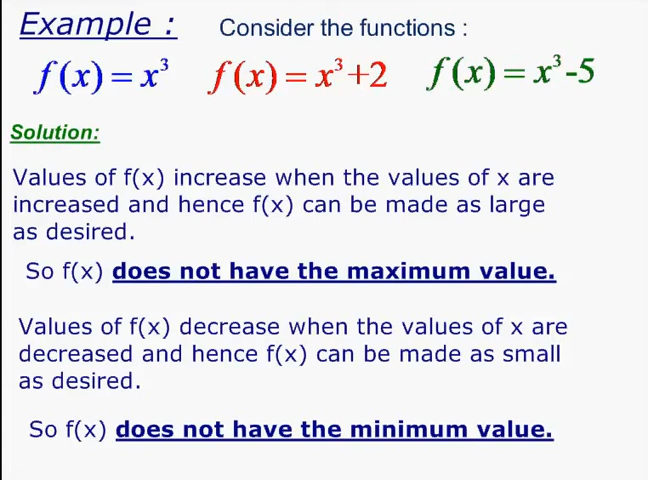 Example : Consider the functions :
f(x) = x³ f(x) = x³+2 f(x) = x³-5
Solution:
Values of f(x) increase when the values of x are
increased and hence f(x) can be made as large
as desired.
So f(x) does not have the maximum value.
Values of f(x) decrease when the values of x are
decreased and hence f(x) can be made as small
as desired.
So f(x) does not have the minimum value.